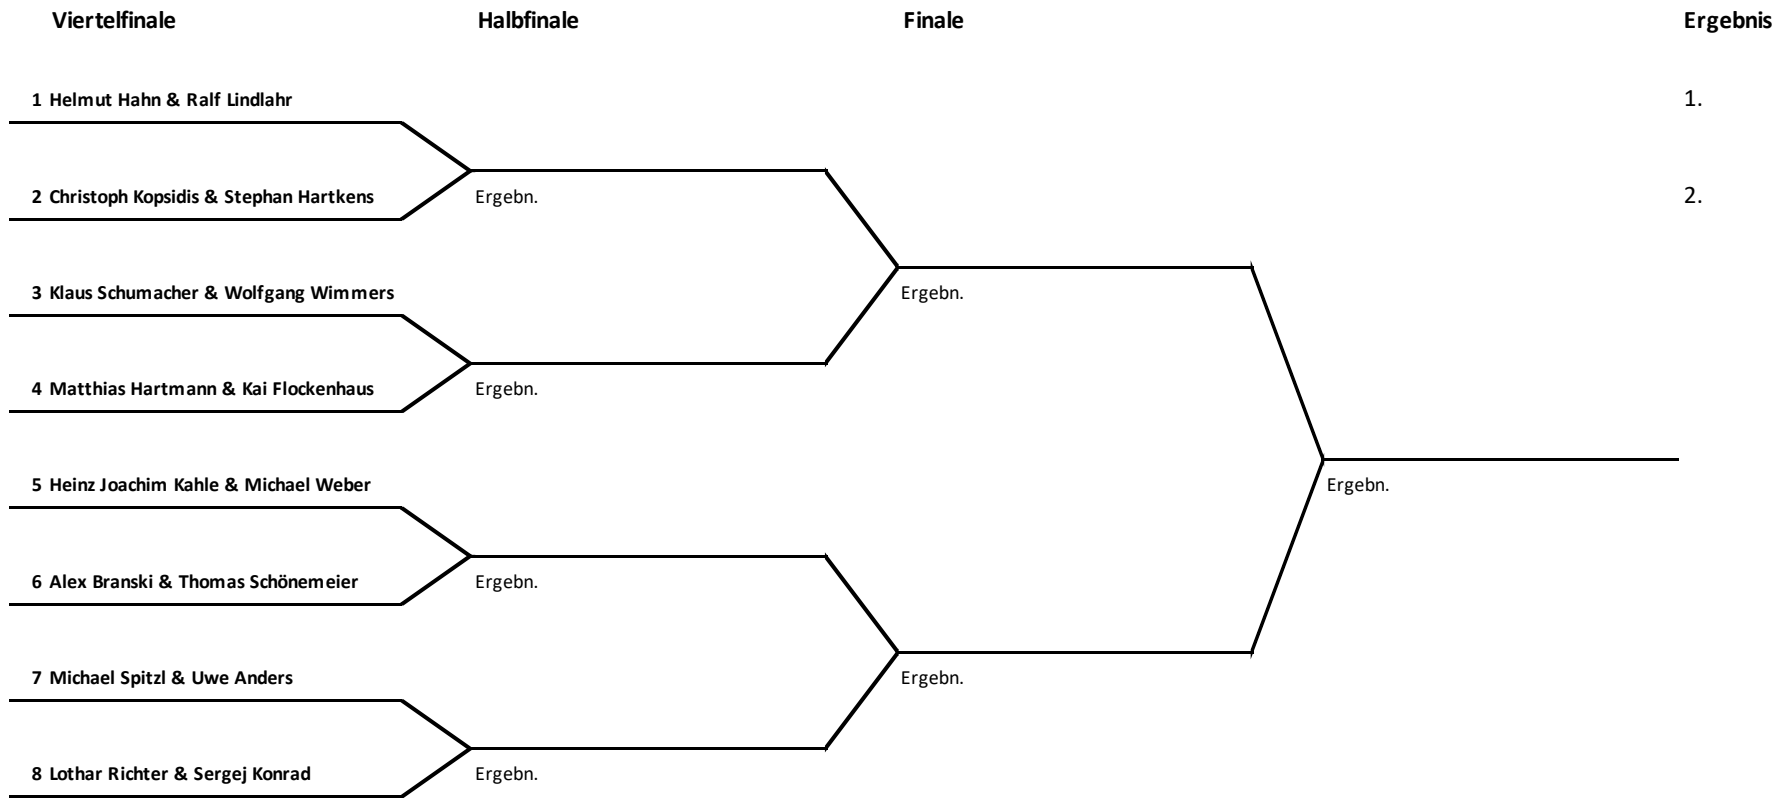 Viertelfinale Halbfinale Finale Ergebnis
1 Helmut Hahn & Ralf Lindlahr 1.
2 Christoph Kopsidis & Stephan Hartkens Ergebn. 2.
3 Klaus Schumacher & Wolfgang Wimmers Ergebn.
4 Matthias Hartmann & Kai Flockenhaus Ergebn.
5 Heinz Joachim Kahle & Michael Weber Ergebn.
6 Alex Branski & Thomas Schönemeier Ergebn.
7 Michael Spitzl & Uwe Anders Ergebn.
8 Lothar Richter & Sergej Konrad Ergebn.